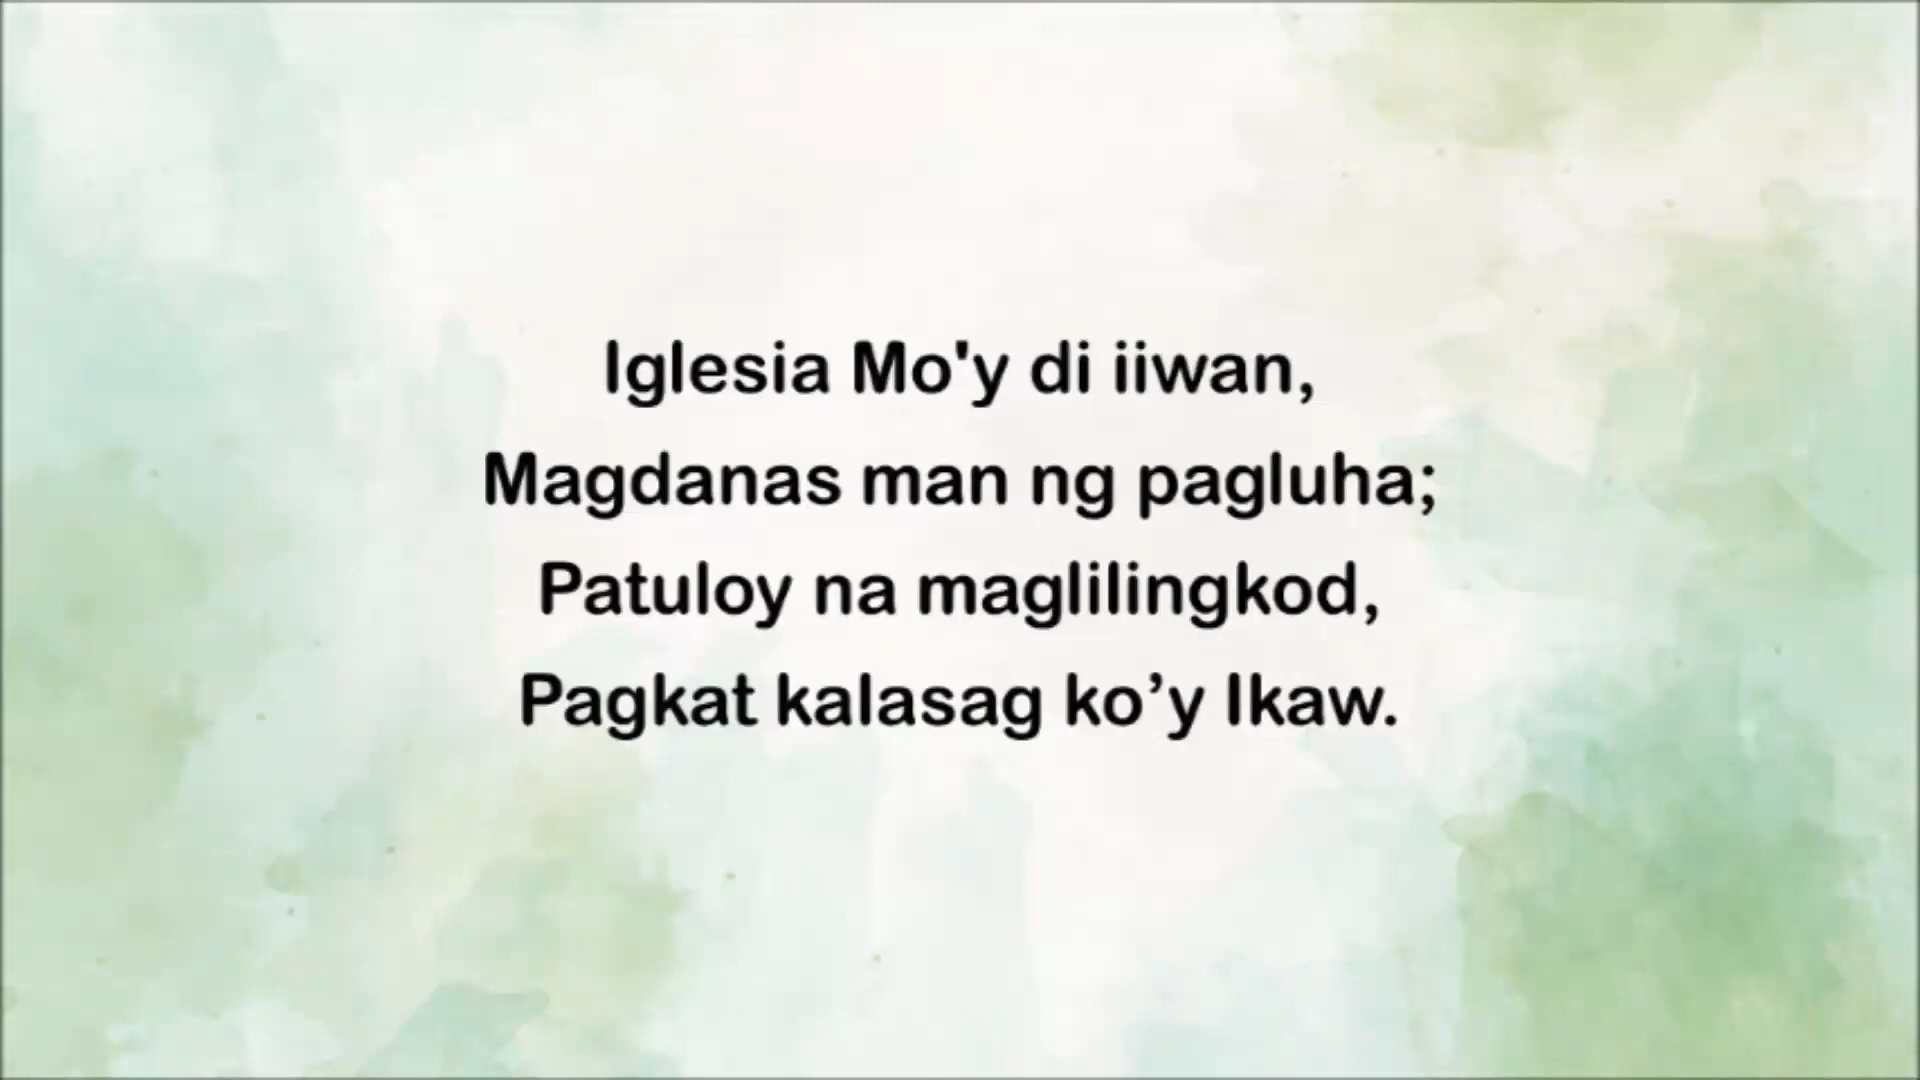 Iglesia Mo'y di iiwan,
Magdanas man ng pagluha;
Patuloy na maglilingkod,
Pagkat kalasag ko’y Ikaw.